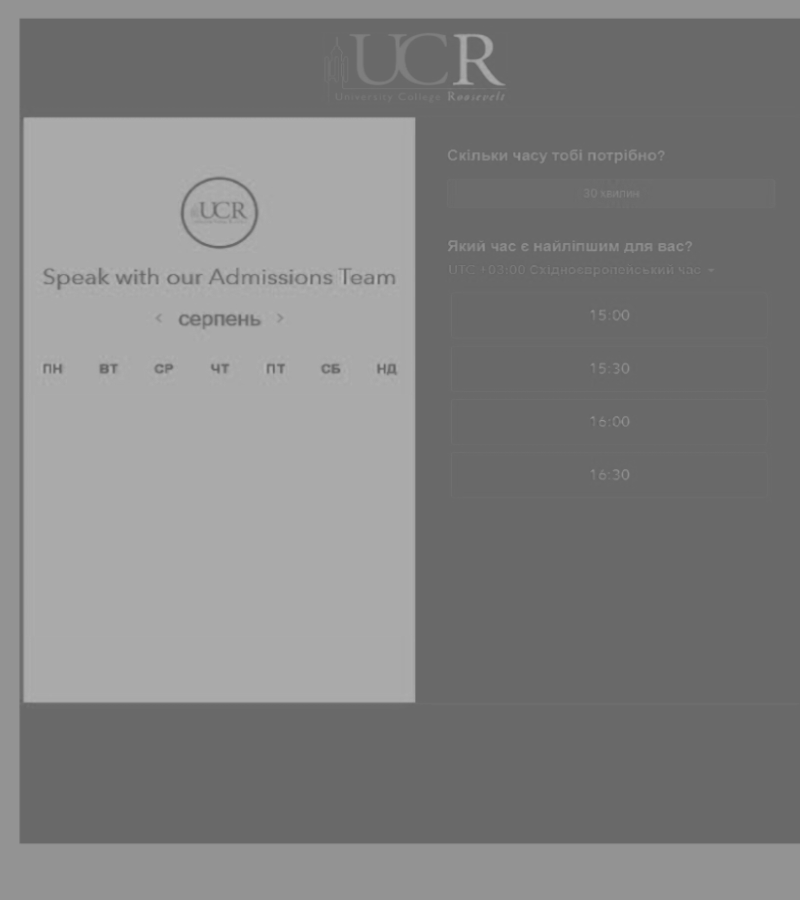 UCR
University College Roosevelt
UCR
Speak with our Admissions Team
< серпень >
ПН ВТ СР ЧТ ПТ СБ НД
Скільки часу тобі потрібно?
30 хвилин
Який час є найліпшим для вас?
UTC +03:00 Східноєвропейський час
15:00
15:30
16:00
16:30